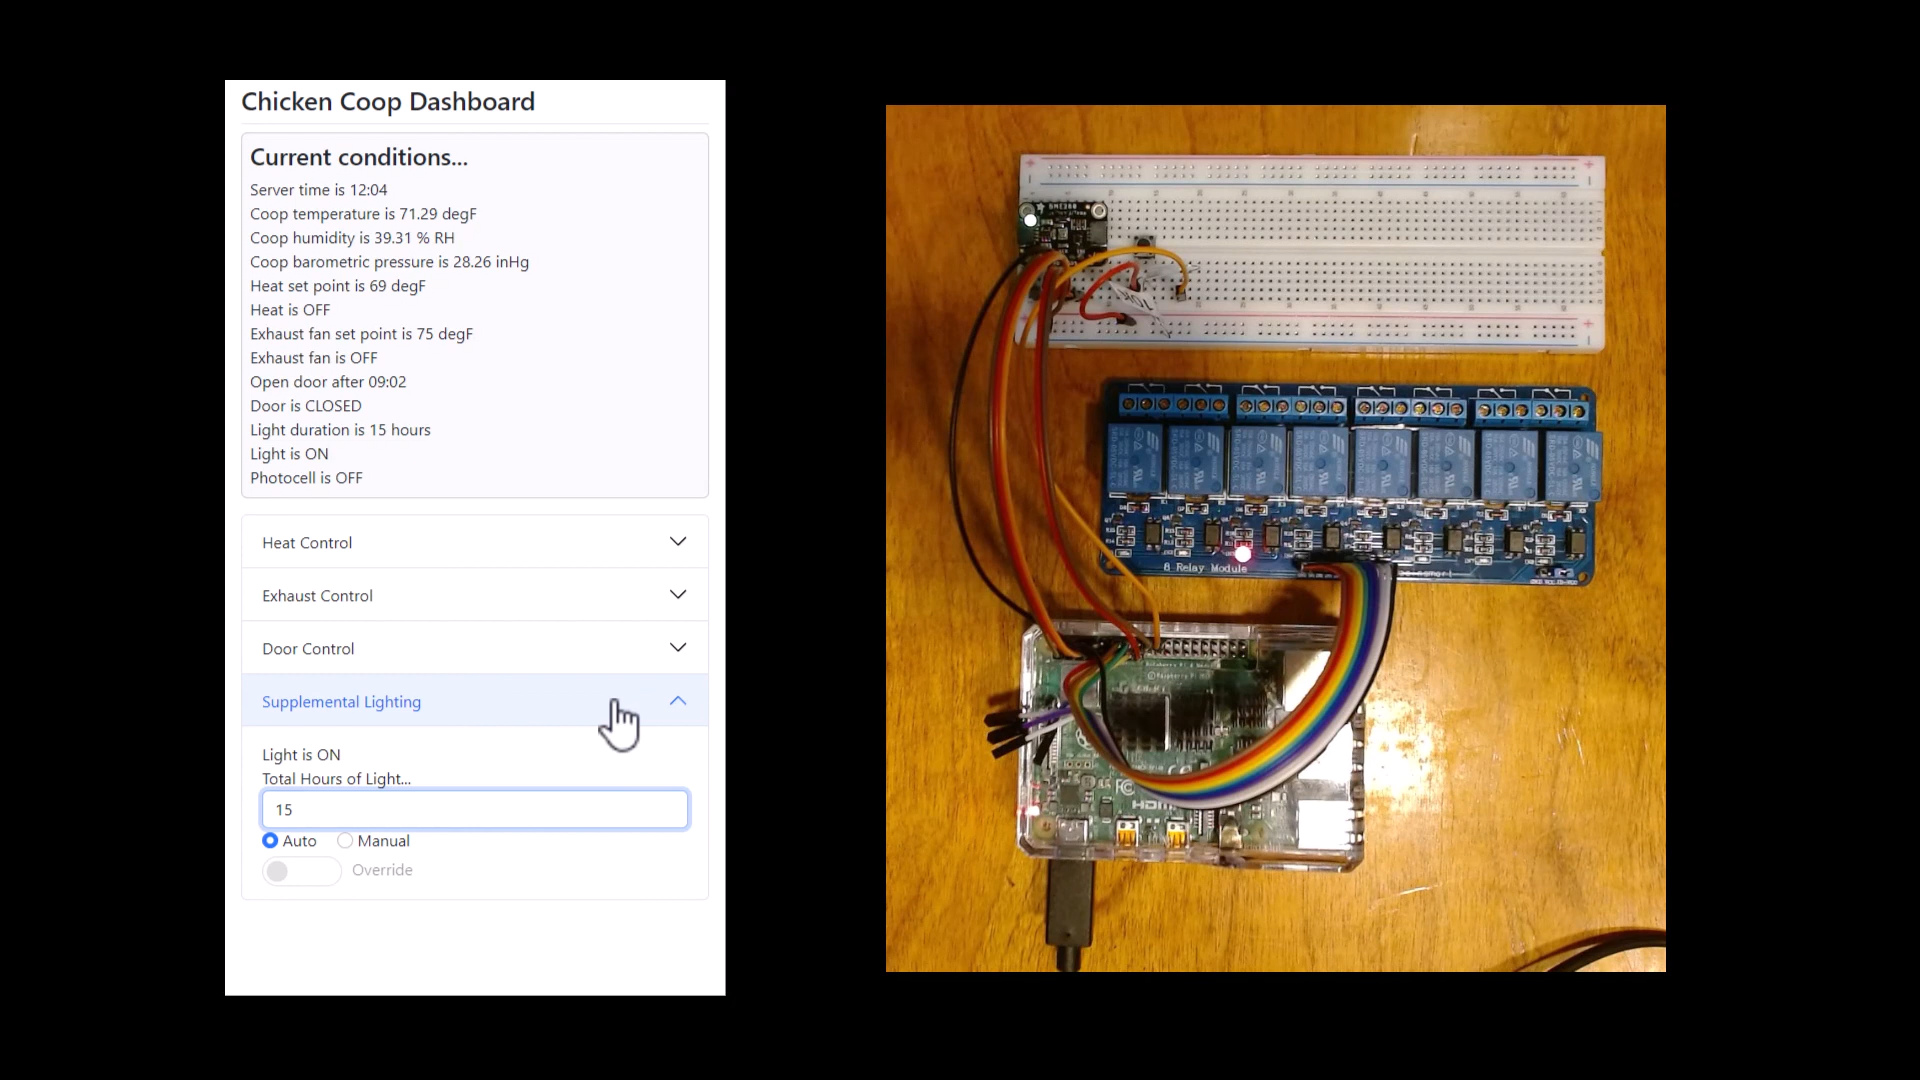 Chicken Coop Dashboard
Current conditions...
Server time is 12:04
Coop temperature is 71.29 degF
Coop humidity is 39.31 % RH
Coop barometric pressure is 28.26 inHg
Heat set point is 69 degF
Heat is OFF
Exhaust fan set point is 75 degF
Exhaust fan is OFF
Open door after 09:02
Door is CLOSED
Light duration is 15 hours
Light is ON
Photocell is OFF
Heat Control
Exhaust Control
Door Control
Supplemental Lighting
Light is ON
Total Hours of Light...
15
Auto Manual
Override
8 Relay Module